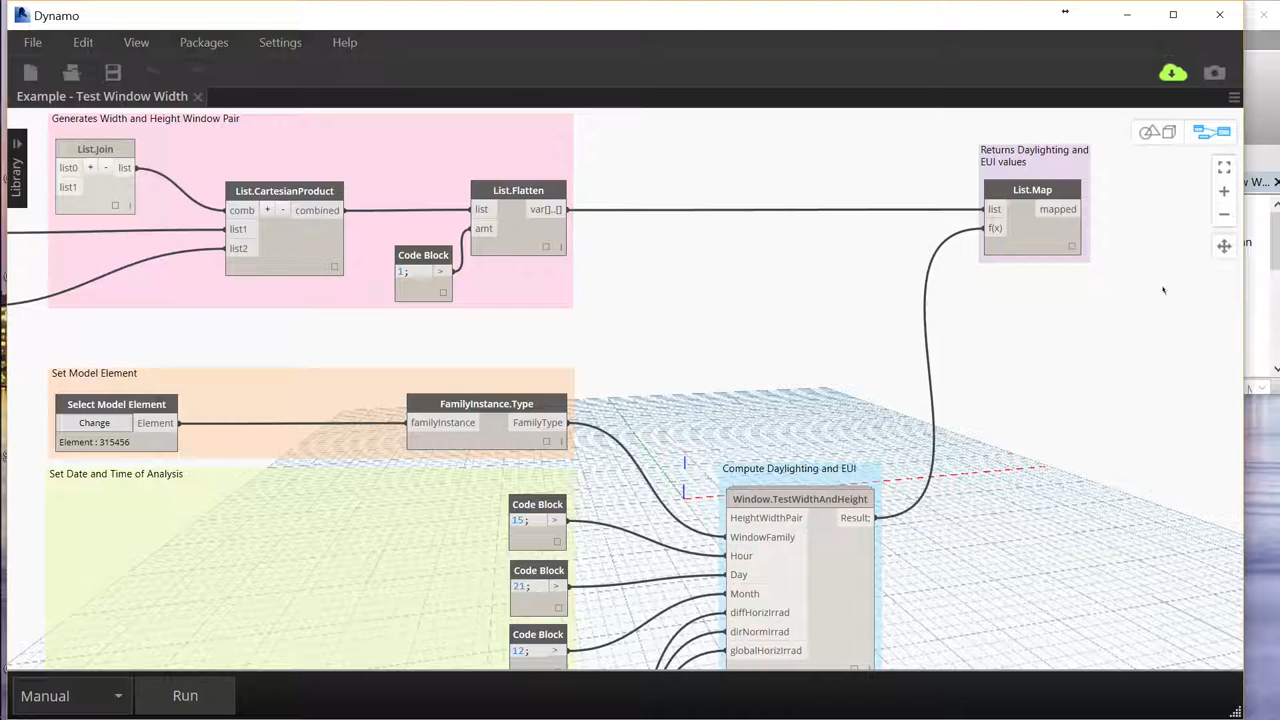 Dynamo
File Edit View Packages Settings Help
Example - Test Window Width
Library
Generates Width and Height Window Pair
List.Join
list0 + - list
list1
List.CartesianProduct
comb + - combined
list1
list2
Code Block
1; >
List.Flatten
list var[]..[]
amt
Returns Daylighting and
EUI values
List.Map
list mapped
f(x)
Set Model Element
Select Model Element
Change Element
Element : 315456
FamilyInstance.Type
familyInstance FamilyType
Set Date and Time of Analysis
Code Block
15; >
Code Block
21; >
Code Block
12; >
Compute Daylighting and EUI
Window.TestWidthAndHeight
HeightWidthPair Result;
WindowFamily
Hour
Day
Month
diffHorizIrrad
dirNormIrrad
globalHorizIrrad
Manual Run